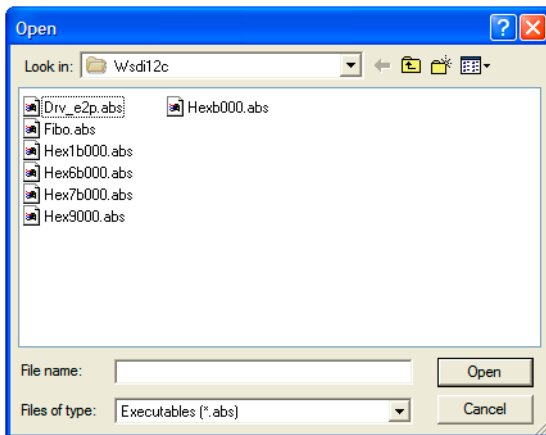 Open
Look in: Wsdi12c
Drv_e2p.abs
Fibo.abs
Hex1b000.abs
Hex6b000.abs
Hex7b000.abs
Hex9000.abs
Hexb000.abs
File name: Open
Files of type: Executables (*.abs) Cancel